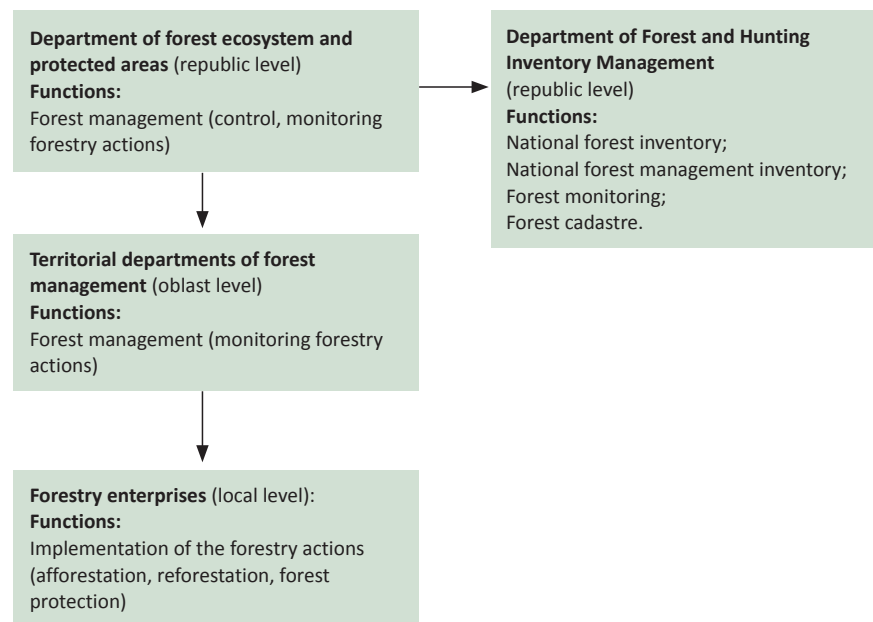 Department of forest ecosystem and
protected areas (republic level)
Functions:
Forest management (control, monitoring
forestry actions)
Department of Forest and Hunting
Inventory Management
(republic level)
Functions:
National forest inventory;
National forest management inventory;
Forest monitoring;
Forest cadastre.
Territorial departments of forest
management (oblast level)
Functions:
Forest management (monitoring forestry
actions)
Forestry enterprises (local level):
Functions:
Implementation of the forestry actions
(afforestation, reforestation, forest
protection)